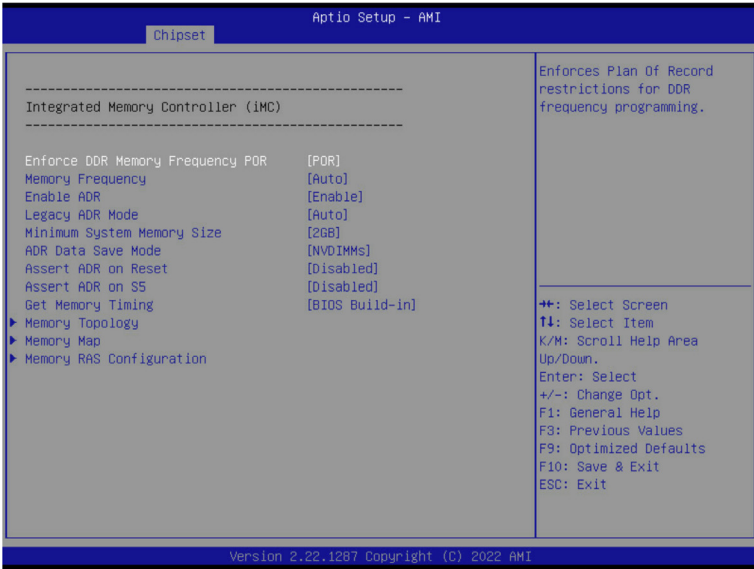 Aptio Setup – AMI
Chipset
------------------------------------------------
Integrated Memory Controller (iMC)
------------------------------------------------
Enforce DDR Memory Frequency POR [POR]
Memory Frequency [Auto]
Enable ADR [Enable]
Legacy ADR Mode [Auto]
Minimum System Memory Size [2GB]
ADR Data Save Mode [NVDIMMs]
Assert ADR on Reset [Disabled]
Assert ADR on S5 [Disabled]
Get Memory Timing [BIOS Build-in]
Memory Topology
Memory Map
Memory RAS Configuration
Enforces Plan Of Record
restrictions for DDR
frequency programming.
→←: Select Screen
↑↓: Select Item
K/M: Scroll Help Area
Up/Down.
Enter: Select
+/-: Change Opt.
F1: General Help
F3: Previous Values
F9: Optimized Defaults
F10: Save & Exit
ESC: Exit
Version 2.22.1287 Copyright (C) 2022 AMI